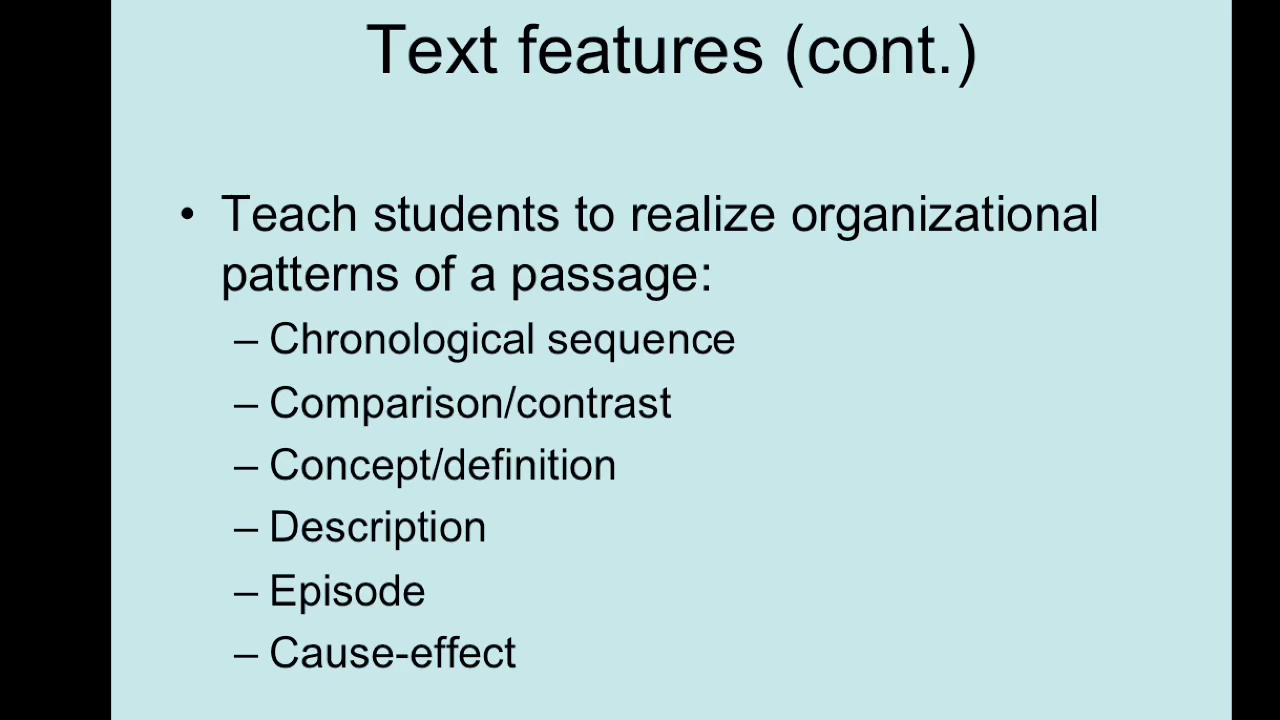 Text features (cont.)
• Teach students to realize organizational
patterns of a passage:
– Chronological sequence
– Comparison/contrast
– Concept/definition
– Description
– Episode
– Cause-effect